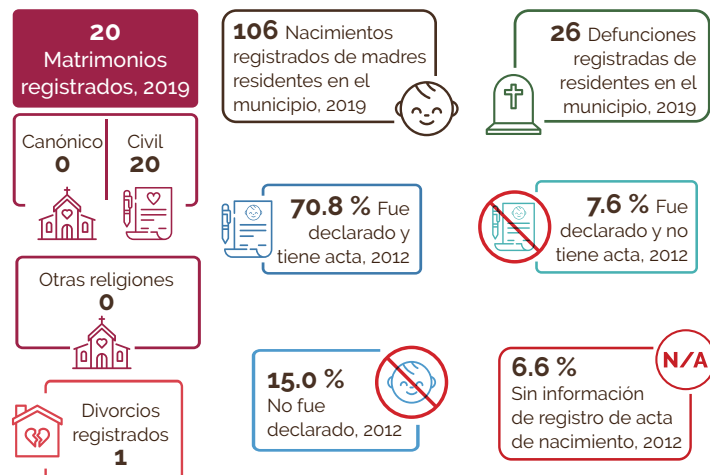 20
Matrimonios
registrados, 2019
Canónico
0
Civil
20
Otras religiones
0
Divorcios
registrados
1
106 Nacimientos
registrados de madres
residentes en el
municipio, 2019
26 Defunciones
registradas de
residentes en el
municipio, 2019
70.8 % Fue
declarado y
tiene acta, 2012
7.6 % Fue
declarado y no
tiene acta, 2012
15.0 %
No fue
declarado, 2012
N/A
6.6 %
Sin información
de registro de acta
de nacimiento, 2012